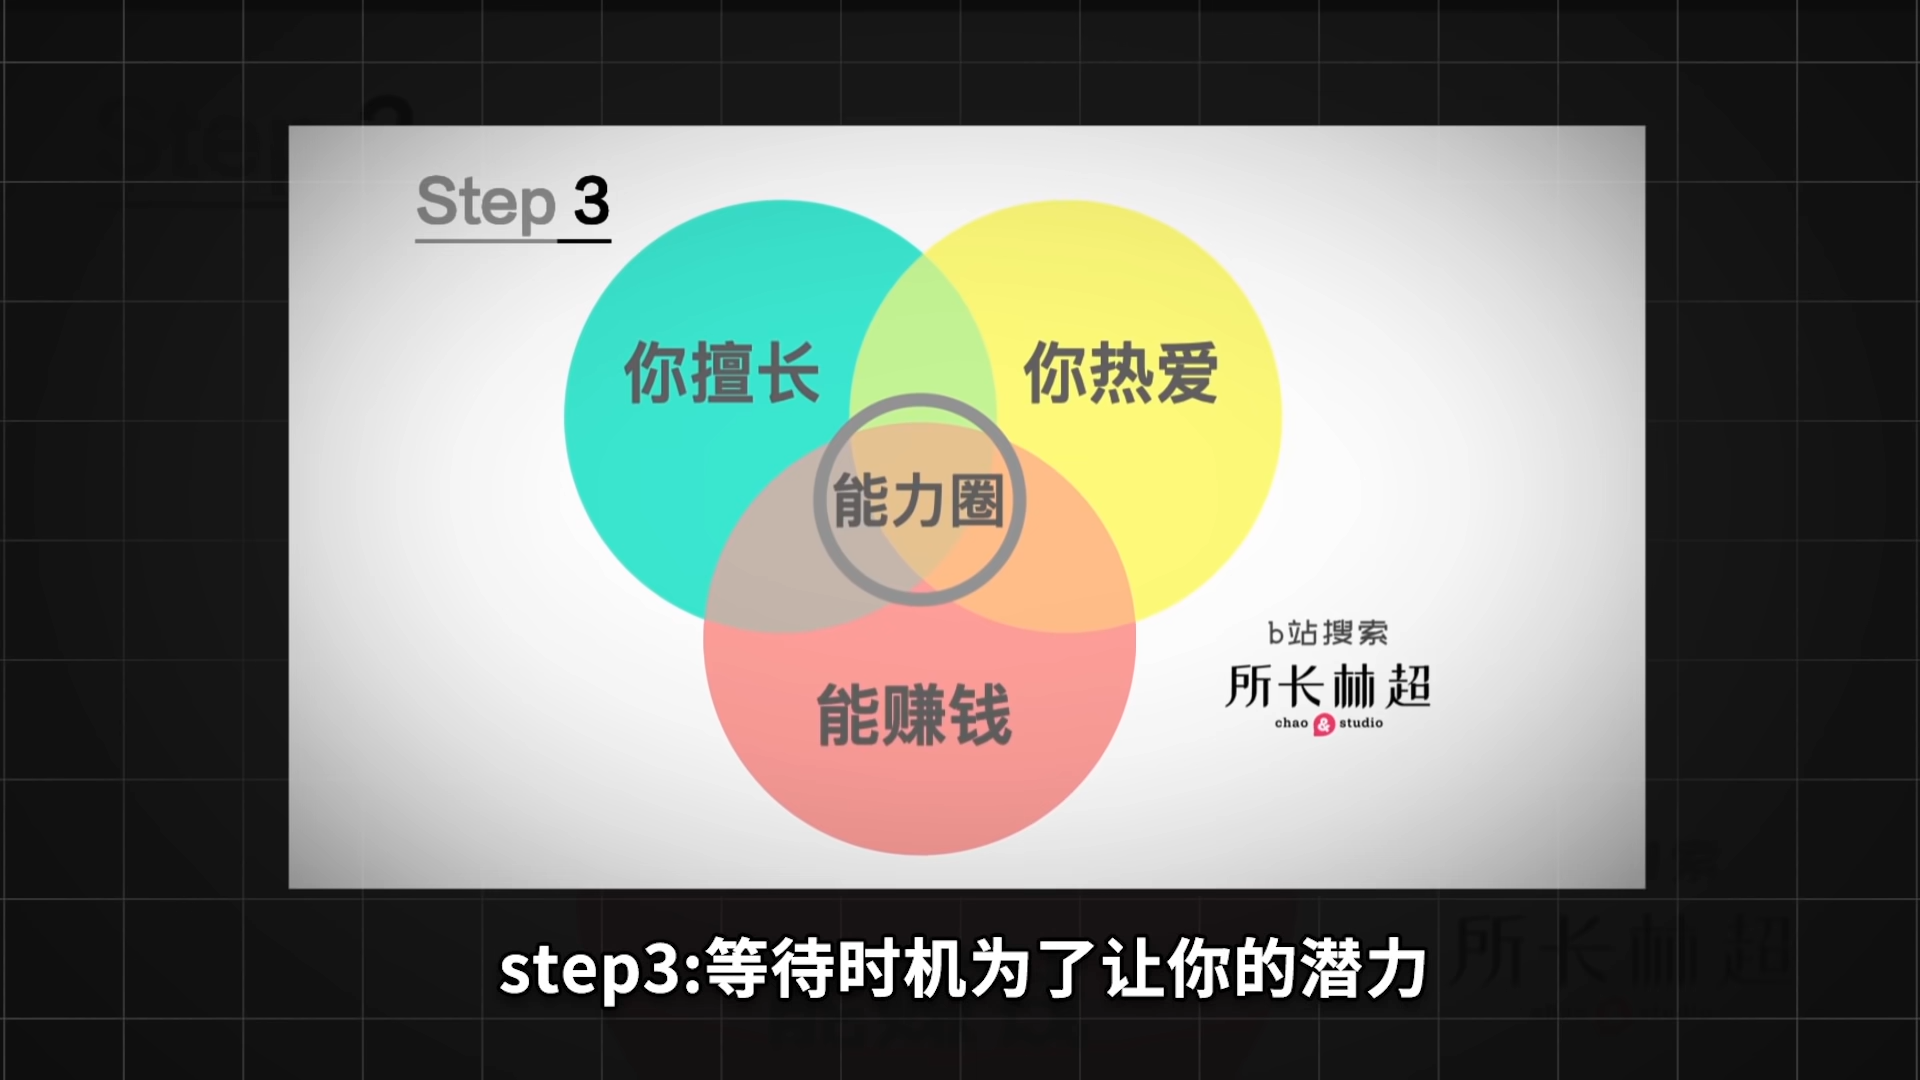 Step 3
你擅长
你热爱
能力圈
能赚钱
b站搜索
所长林超
chao & studio
step3:等待时机为了让你的潜力